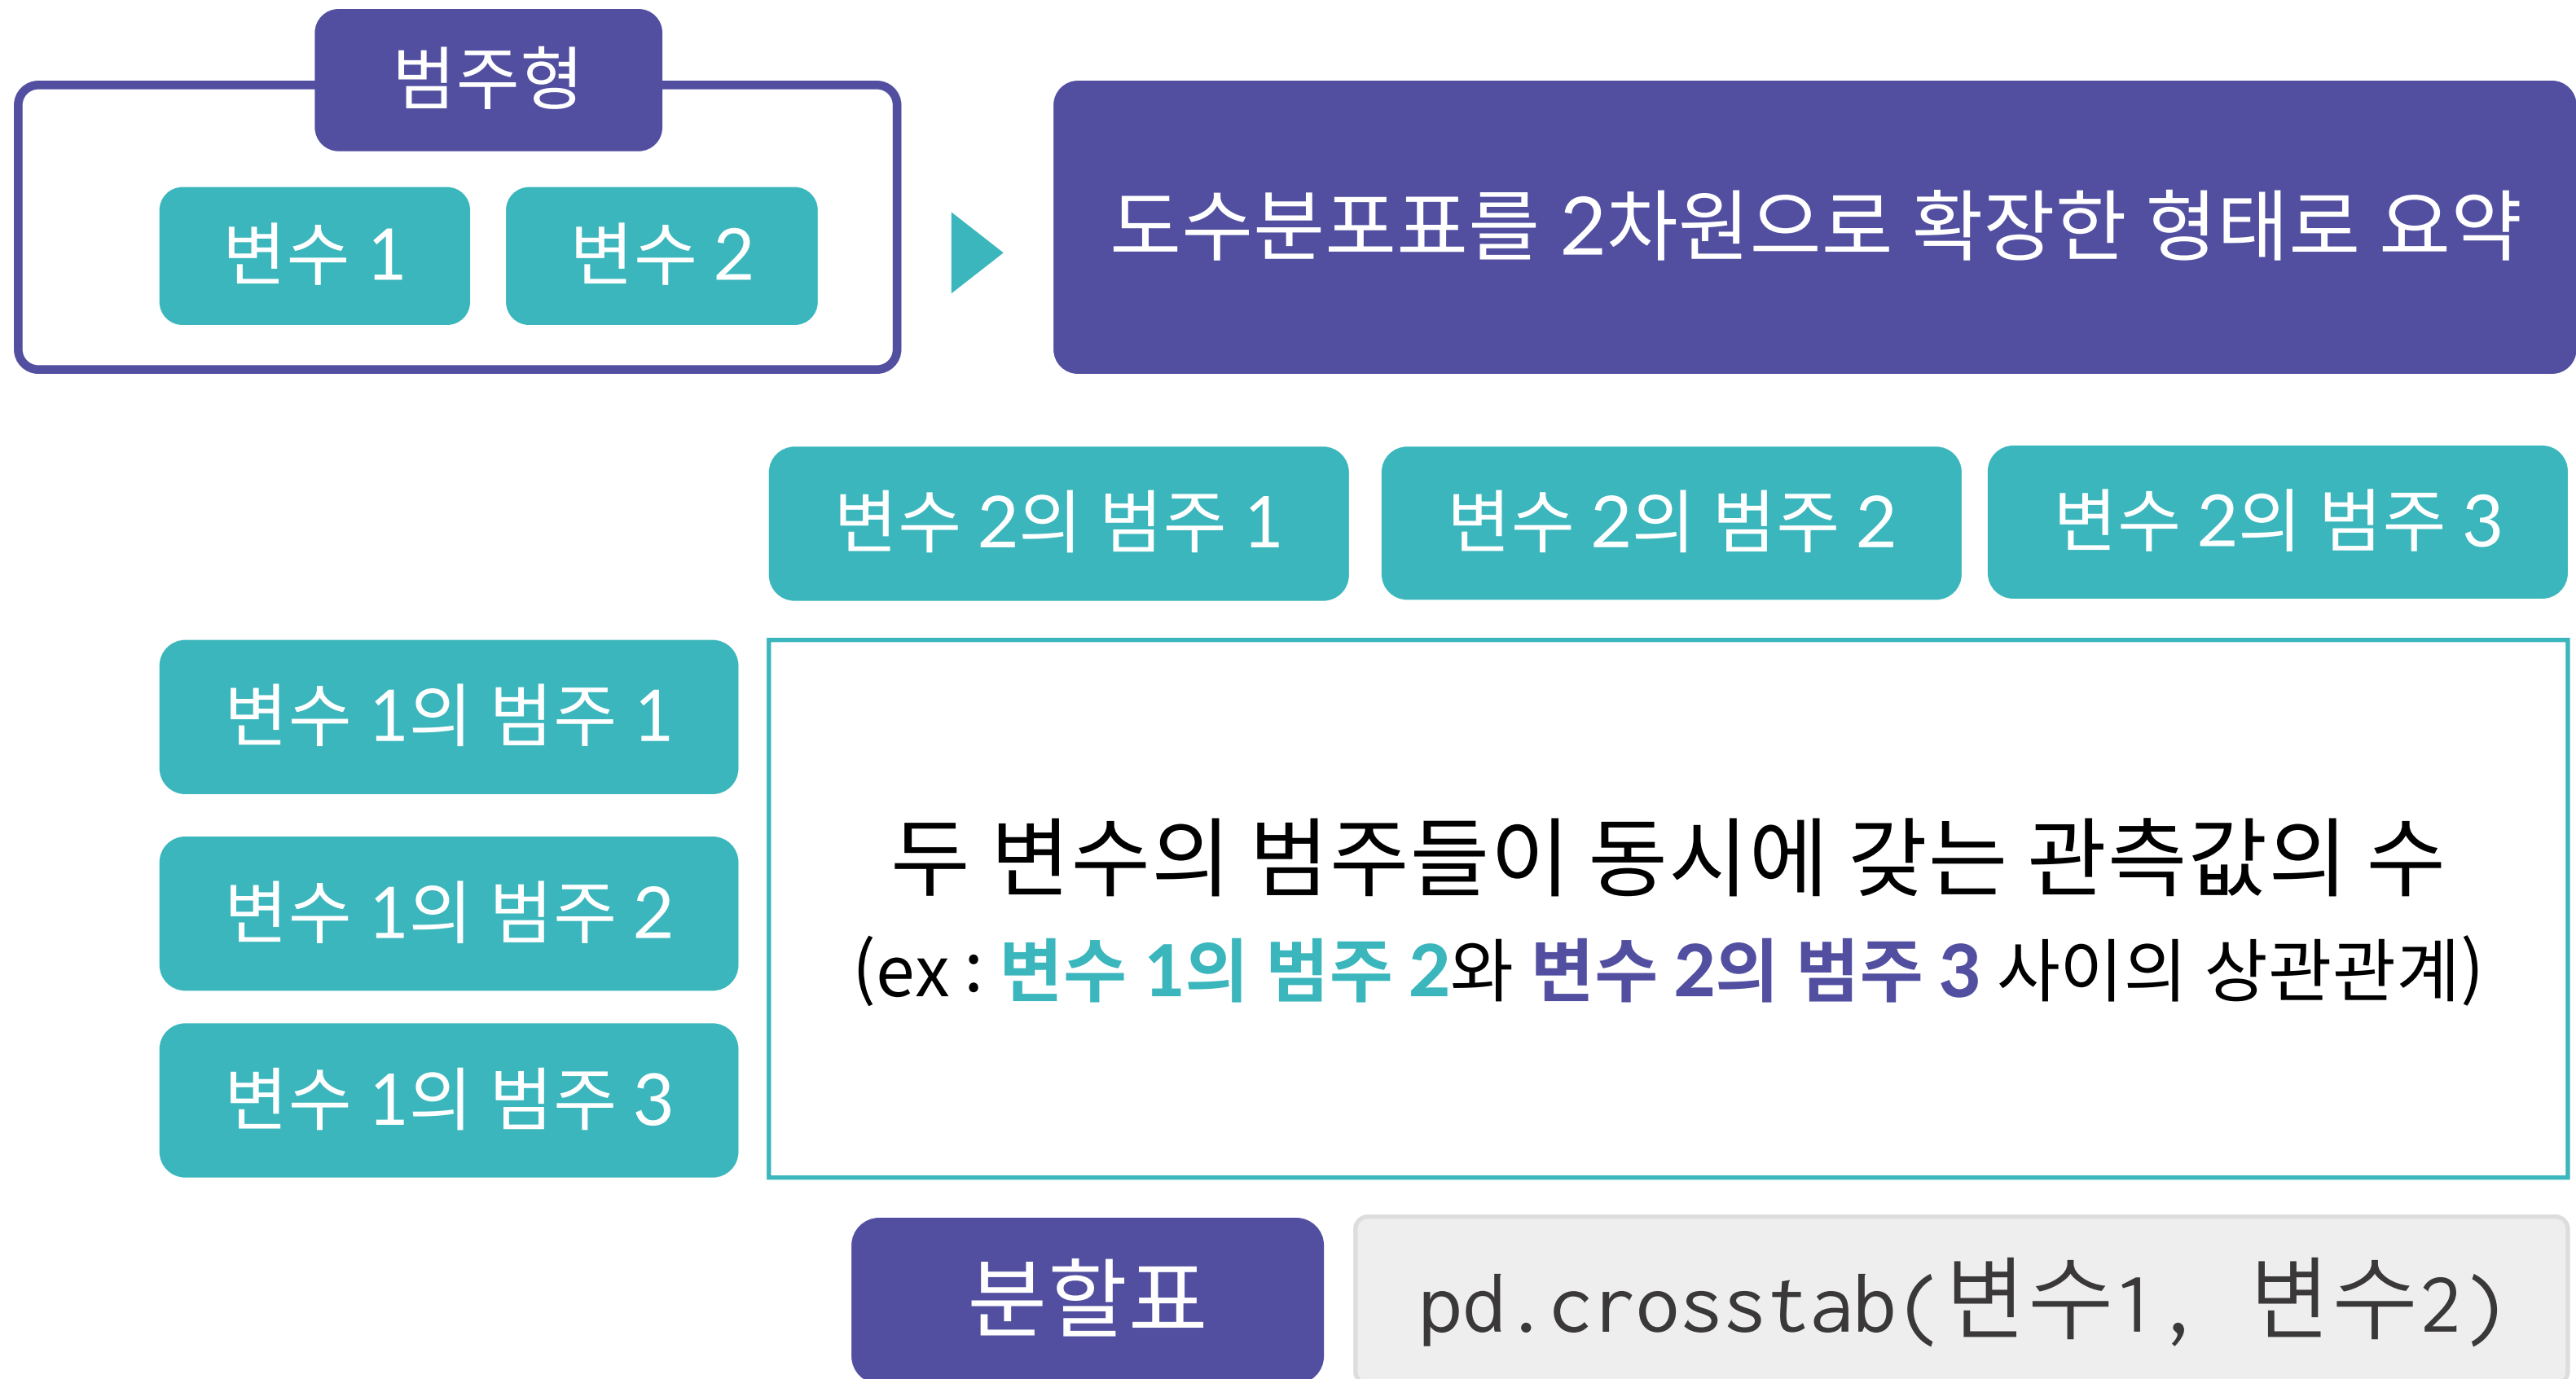 범주형
변수 1
변수 2
도수분포표를 2차원으로 확장한 형태로 요약
변수 2의 범주 1
변수 2의 범주 2
변수 2의 범주 3
변수 1의 범주 1
변수 1의 범주 2
변수 1의 범주 3
두 변수의 범주들이 동시에 갖는 관측값의 수
(ex : 변수 1의 범주 2와 변수 2의 범주 3 사이의 상관관계)
분할표
pd.crosstab(변수1, 변수2)